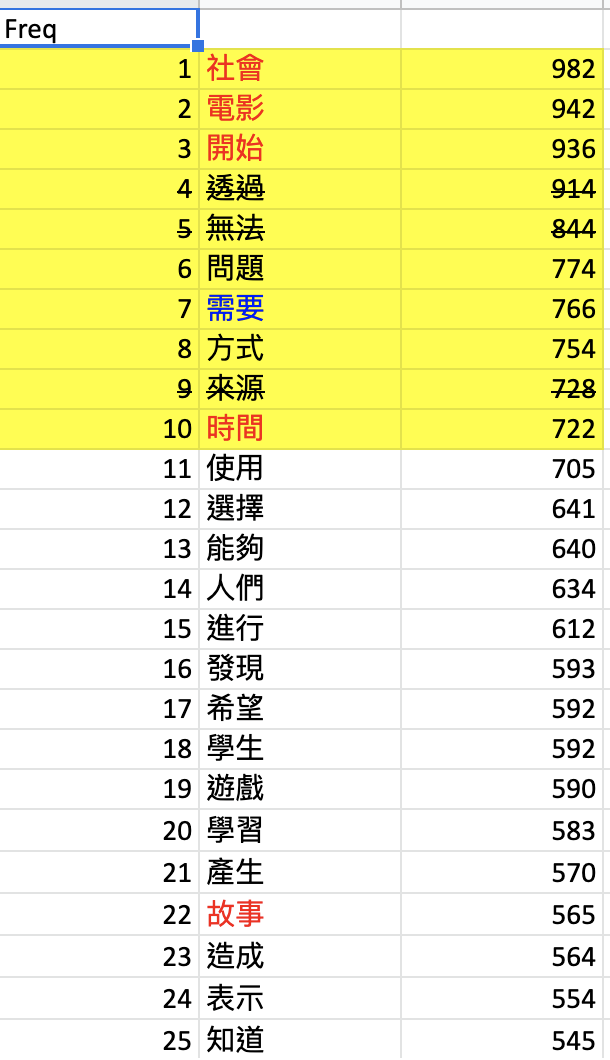 Freq
1 社會 982
2 電影 942
3 開始 936
4 透過 914
5 無法 844
6 問題 774
7 需要 766
8 方式 754
9 來源 728
10 時間 722
11 使用 705
12 選擇 641
13 能夠 640
14 人們 634
15 進行 612
16 發現 593
17 希望 592
18 學生 592
19 遊戲 590
20 學習 583
21 產生 570
22 故事 565
23 造成 564
24 表示 554
25 知道 545